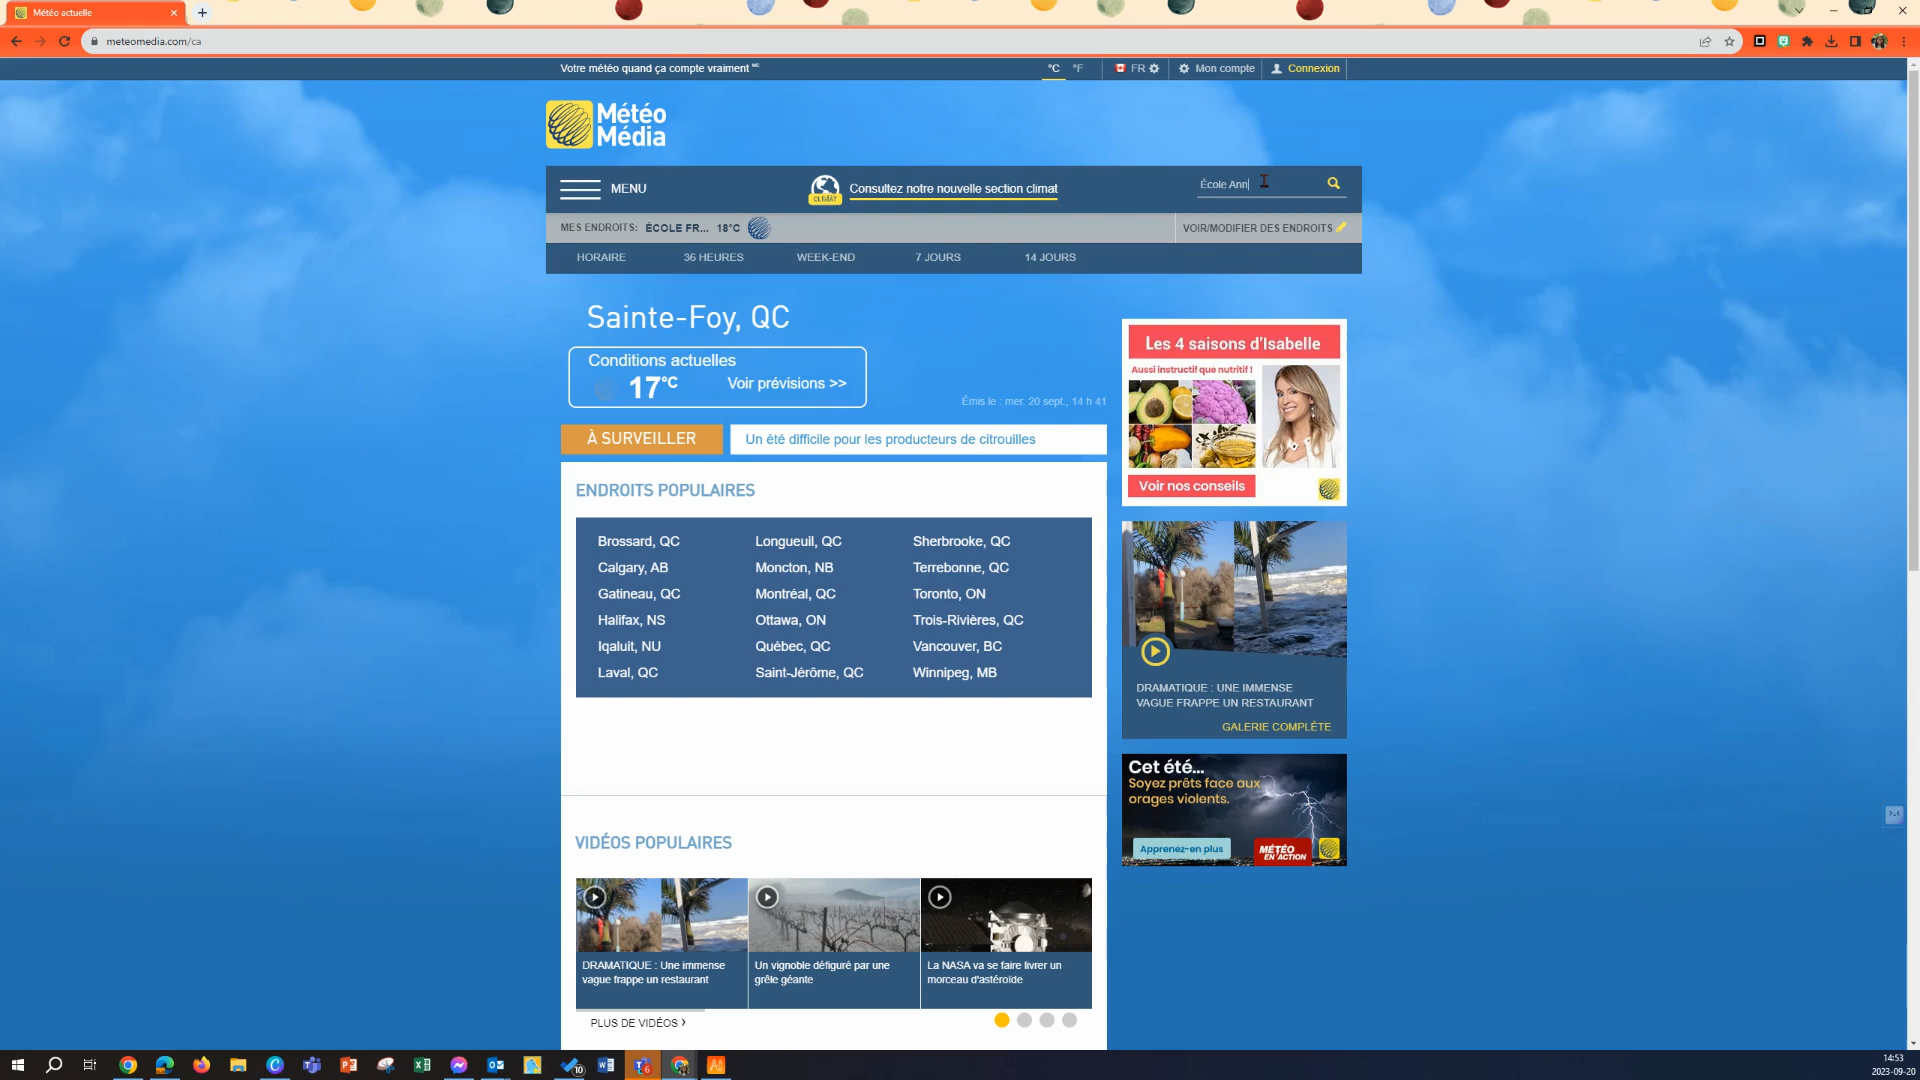 Météo actuelle
meteomedia.com/ca
Votre météo quand ça compte vraiment MC
°C °F FR Mon compte Connexion
Météo
Média
MENU
CLIMAT
Consultez notre nouvelle section climat
École Ann
MES ENDROITS: ÉCOLE FR... 18°C
VOIR/MODIFIER DES ENDROITS
HORAIRE 36 HEURES WEEK-END 7 JOURS 14 JOURS
Sainte-Foy, QC
Conditions actuelles
17°C
Voir prévisions >>
Émis le : mer. 20 sept., 14 h 41
À SURVEILLER
Un été difficile pour les producteurs de citrouilles
ENDROITS POPULAIRES
Brossard, QC Longueuil, QC Sherbrooke, QC
Calgary, AB Moncton, NB Terrebonne, QC
Gatineau, QC Montréal, QC Toronto, ON
Halifax, NS Ottawa, ON Trois-Rivières, QC
Iqaluit, NU Québec, QC Vancouver, BC
Laval, QC Saint-Jérôme, QC Winnipeg, MB
Les 4 saisons d'Isabelle
Aussi instructif que nutritif !
Voir nos conseils
DRAMATIQUE : UNE IMMENSE
VAGUE FRAPPE UN RESTAURANT
GALERIE COMPLÈTE
Cet été...
Soyez prêts face aux
orages violents.
Apprenez-en plus
MÉTÉO
EN ACTION
VIDÉOS POPULAIRES
DRAMATIQUE : Une immense
vague frappe un restaurant
Un vignoble défiguré par une
grêle géante
La NASA va se faire livrer un
morceau d'astéroïde
PLUS DE VIDÉOS
10
6
Ai
14:53
2023-09-20